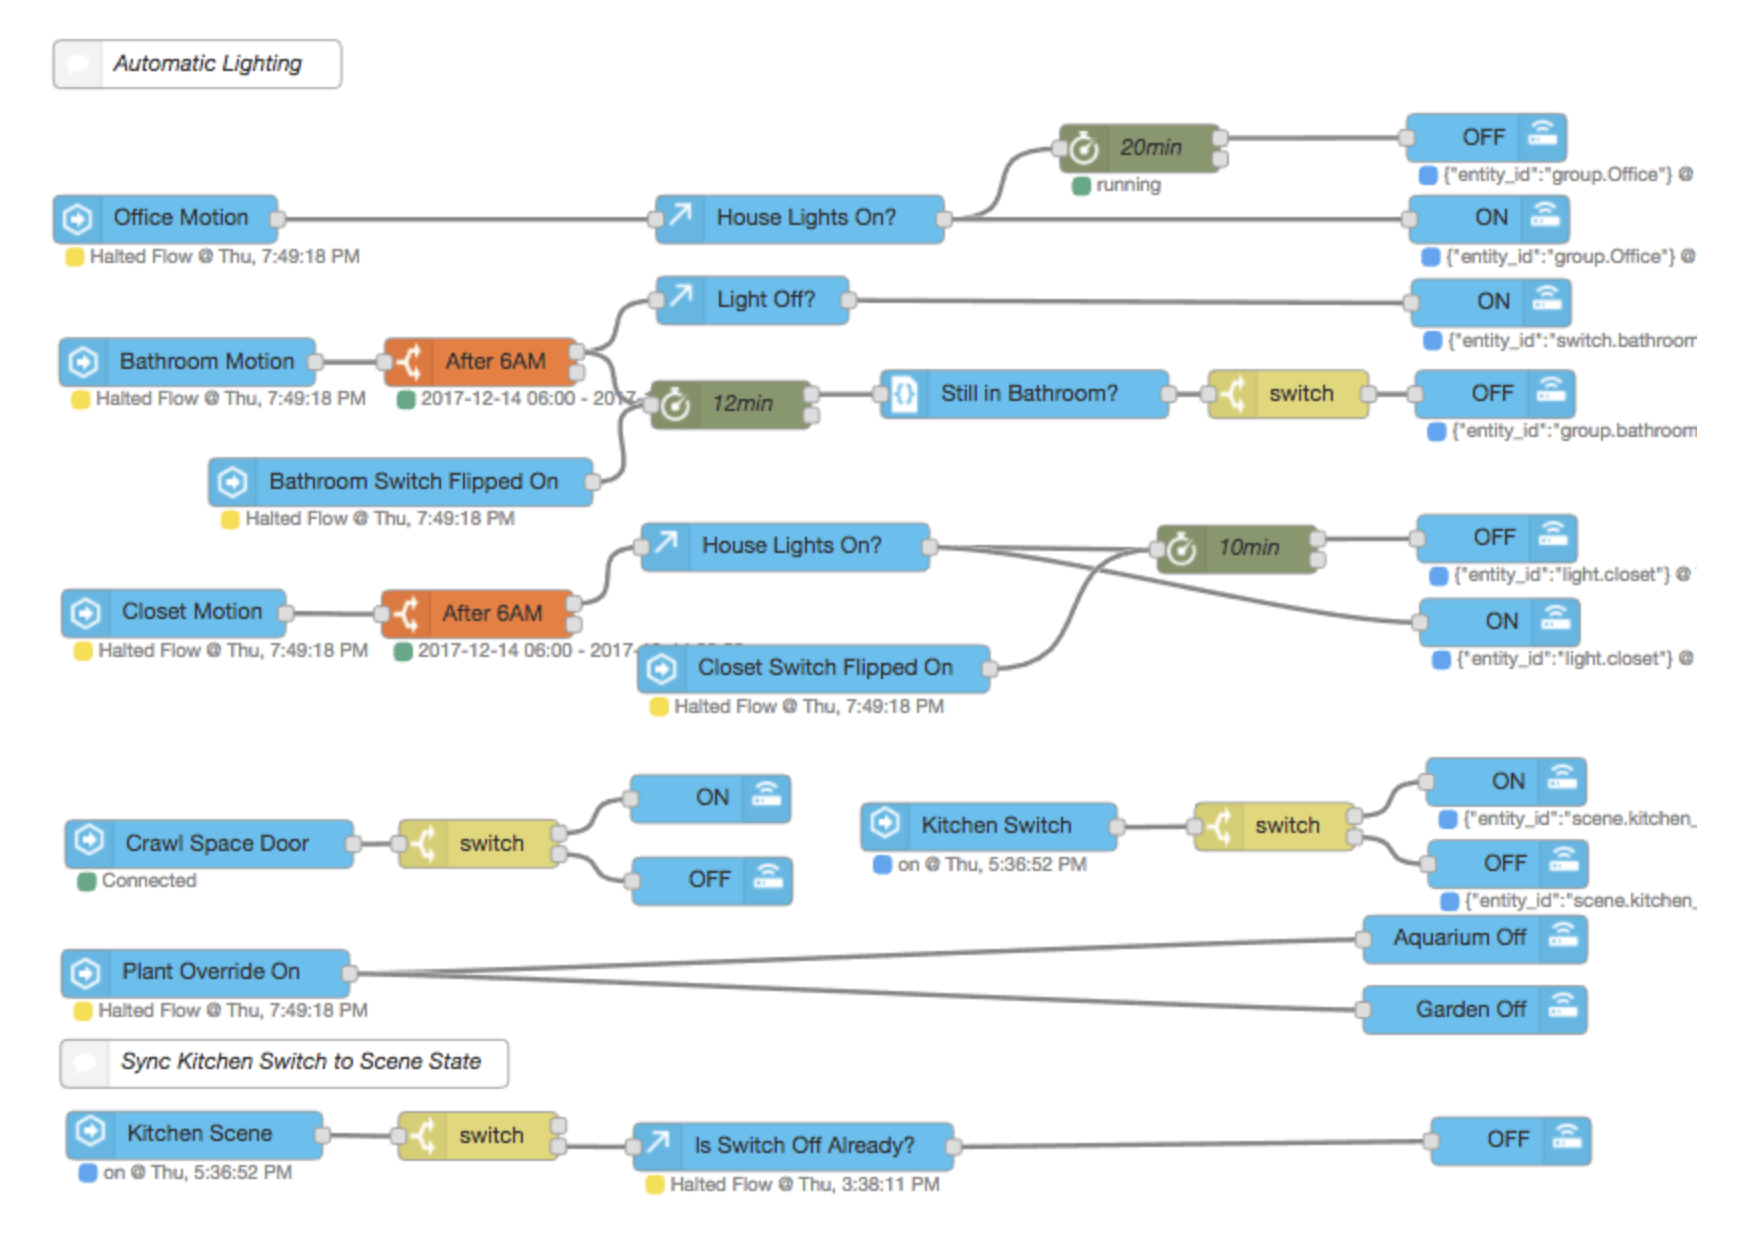 Automatic Lighting
20min
running
OFF
{"entity_id":"group.Office"} @
Office Motion
Halted Flow @ Thu, 7:49:18 PM
House Lights On?
ON
{"entity_id":"group.Office"} @
Light Off?
ON
{"entity_id":"switch.bathroom
Bathroom Motion
Halted Flow @ Thu, 7:49:18 PM
After 6AM
2017-12-14 06:00 - 2017-
12min
Still in Bathroom?
switch
OFF
{"entity_id":"group.bathroom
Bathroom Switch Flipped On
Halted Flow @ Thu, 7:49:18 PM
House Lights On?
10min
OFF
{"entity_id":"light.closet"} @
Closet Motion
Halted Flow @ Thu, 7:49:18 PM
After 6AM
2017-12-14 06:00 - 2017-
ON
{"entity_id":"light.closet"} @
Closet Switch Flipped On
Halted Flow @ Thu, 7:49:18 PM
Crawl Space Door
Connected
switch
ON
OFF
Kitchen Switch
on @ Thu, 5:36:52 PM
switch
ON
{"entity_id":"scene.kitchen_
OFF
{"entity_id":"scene.kitchen_
Plant Override On
Halted Flow @ Thu, 7:49:18 PM
Aquarium Off
Garden Off
Sync Kitchen Switch to Scene State
Kitchen Scene
on @ Thu, 5:36:52 PM
switch
Is Switch Off Already?
Halted Flow @ Thu, 3:38:11 PM
OFF